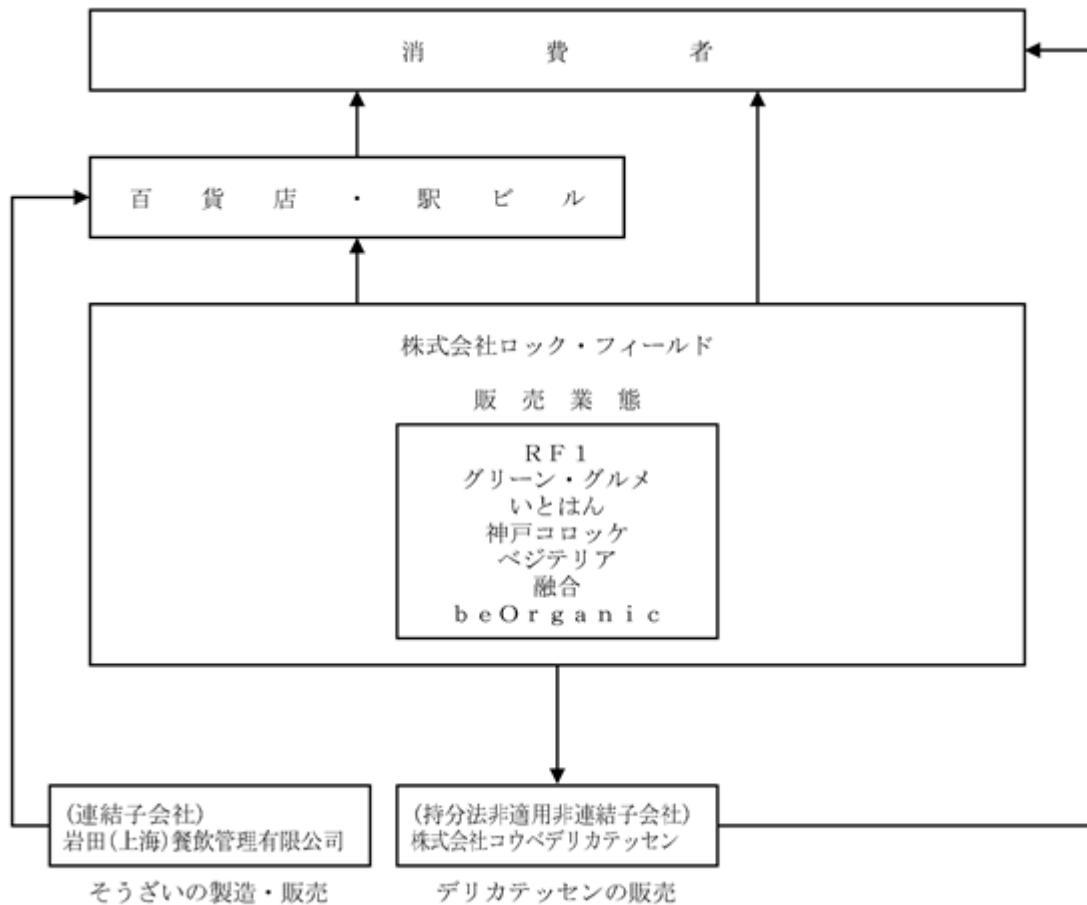 消費者
百貨店・駅ビル
株式会社ロック・フィールド
販売業態
RF1
グリーン・グルメ
いとはん
神戸コロッケ
ベジテリア
融合
beOrganic
(連結子会社)
岩田(上海)餐飲管理有限公司
そうざいの製造・販売
(持分法非適用非連結子会社)
株式会社コウベデリカテッセン
デリカテッセンの販売